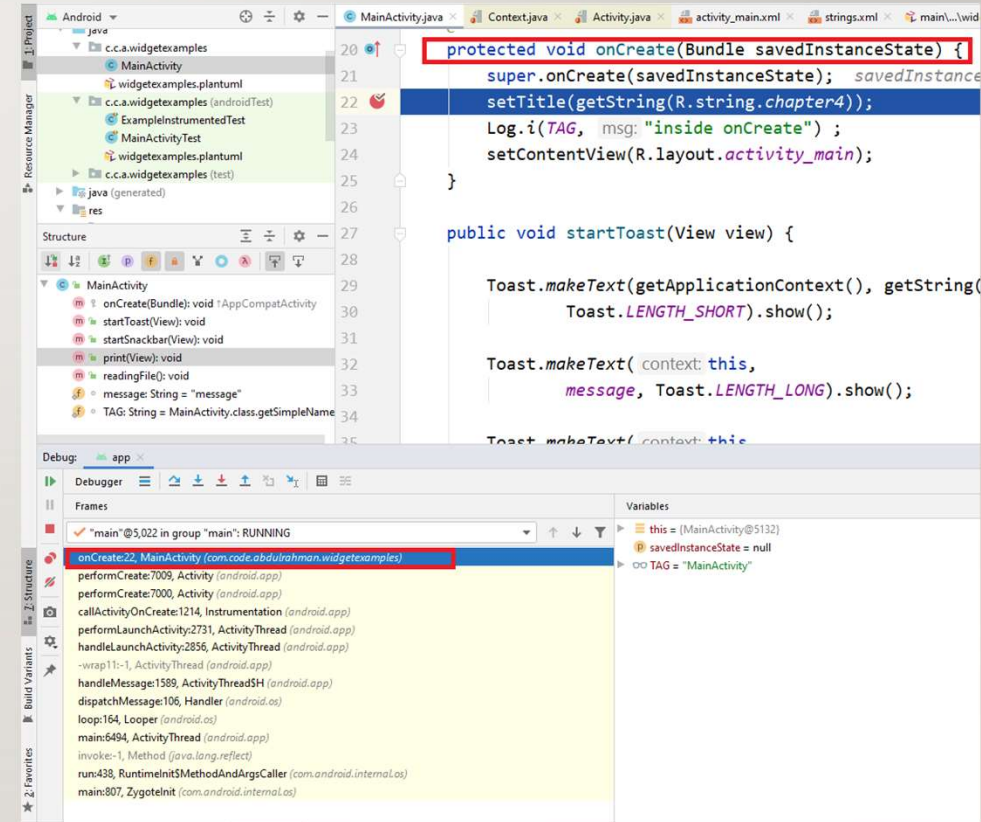 1: Project
Android
MainActivity.java
Context.java
Activity.java
activity_main.xml
strings.xml
main\...\wid
java
c.c.a.widgetexamples
MainActivity
widgetexamples.plantuml
c.c.a.widgetexamples (androidTest)
ExampleInstrumentedTest
MainActivityTest
widgetexamples.plantuml
c.c.a.widgetexamples (test)
java (generated)
res
Resource Manager
20 protected void onCreate(Bundle savedInstanceState) {
21 super.onCreate(savedInstanceState); savedInstance
22 setTitle(getString(R.string.chapter4));
23 Log.i(TAG, msg: "inside onCreate") ;
24 setContentView(R.layout.activity_main);
25 }
26
27 public void startToast(View view) {
28
29 Toast.makeText(getApplicationContext(), getString(
30 Toast.LENGTH_SHORT).show();
31
32 Toast.makeText( context: this,
33 message, Toast.LENGTH_LONG).show();
34
35 Toast.makeText( context: this
Structure
MainActivity
onCreate(Bundle): void ↑AppCompatActivity
startToast(View): void
startSnackbar(View): void
print(View): void
readingFile(): void
message: String = "message"
TAG: String = MainActivity.class.getSimpleName
Debug: app
Debugger
Frames
Variables
"main"@5,022 in group "main": RUNNING
onCreate:22, MainActivity (com.code.abdulrahman.widgetexamples)
performCreate:7009, Activity (android.app)
performCreate:7000, Activity (android.app)
callActivityOnCreate:1214, Instrumentation (android.app)
performLaunchActivity:2731, ActivityThread (android.app)
handleLaunchActivity:2856, ActivityThread (android.app)
-wrap11:-1, ActivityThread (android.app)
handleMessage:1589, ActivityThread$H (android.app)
dispatchMessage:106, Handler (android.os)
loop:164, Looper (android.os)
main:6494, ActivityThread (android.app)
invoke:-1, Method (java.lang.reflect)
run:438, RuntimeInit$MethodAndArgsCaller (com.android.internal.os)
main:807, ZygoteInit (com.android.internal.os)
this = {MainActivity@5132}
savedInstanceState = null
TAG = "MainActivity"
Z: Structure
Build Variants
2: Favorites